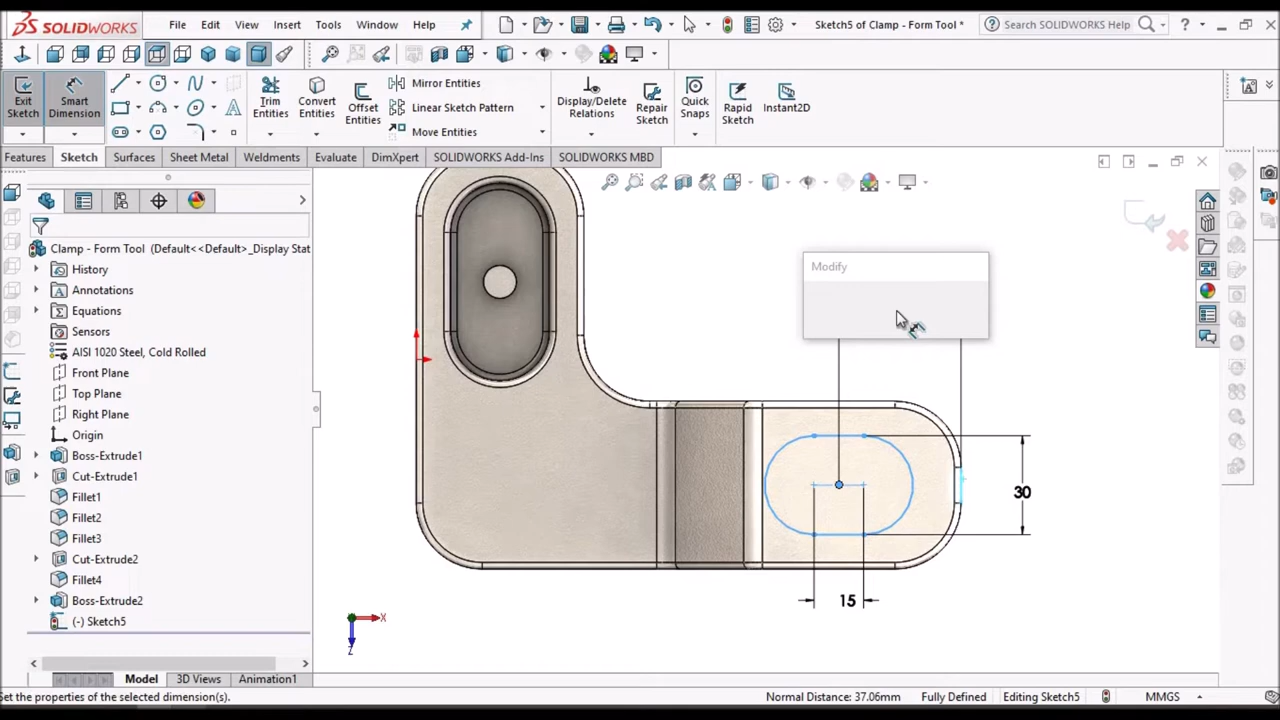 SOLIDWORKS
File
Edit
View
Insert
Tools
Window
Help
Sketch5 of Clamp - Form Tool *
Search SOLIDWORKS Help
Exit Sketch
Smart Dimension
Trim Entities
Convert Entities
Offset Entities
Mirror Entities
Linear Sketch Pattern
Move Entities
Display/Delete Relations
Repair Sketch
Quick Snaps
Rapid Sketch
Instant2D
Features
Sketch
Surfaces
Sheet Metal
Weldments
Evaluate
DimXpert
SOLIDWORKS Add-Ins
SOLIDWORKS MBD
Clamp - Form Tool (Default<<Default>_Display Stat
History
Annotations
Equations
Sensors
AISI 1020 Steel, Cold Rolled
Front Plane
Top Plane
Right Plane
Origin
Boss-Extrude1
Cut-Extrude1
Fillet1
Fillet2
Fillet3
Cut-Extrude2
Fillet4
Boss-Extrude2
(-) Sketch5
Modify
30
15
X
Z
Model
3D Views
Animation1
Set the properties of the selected dimension(s).
Normal Distance: 37.06mm
Fully Defined
Editing Sketch5
MMGS